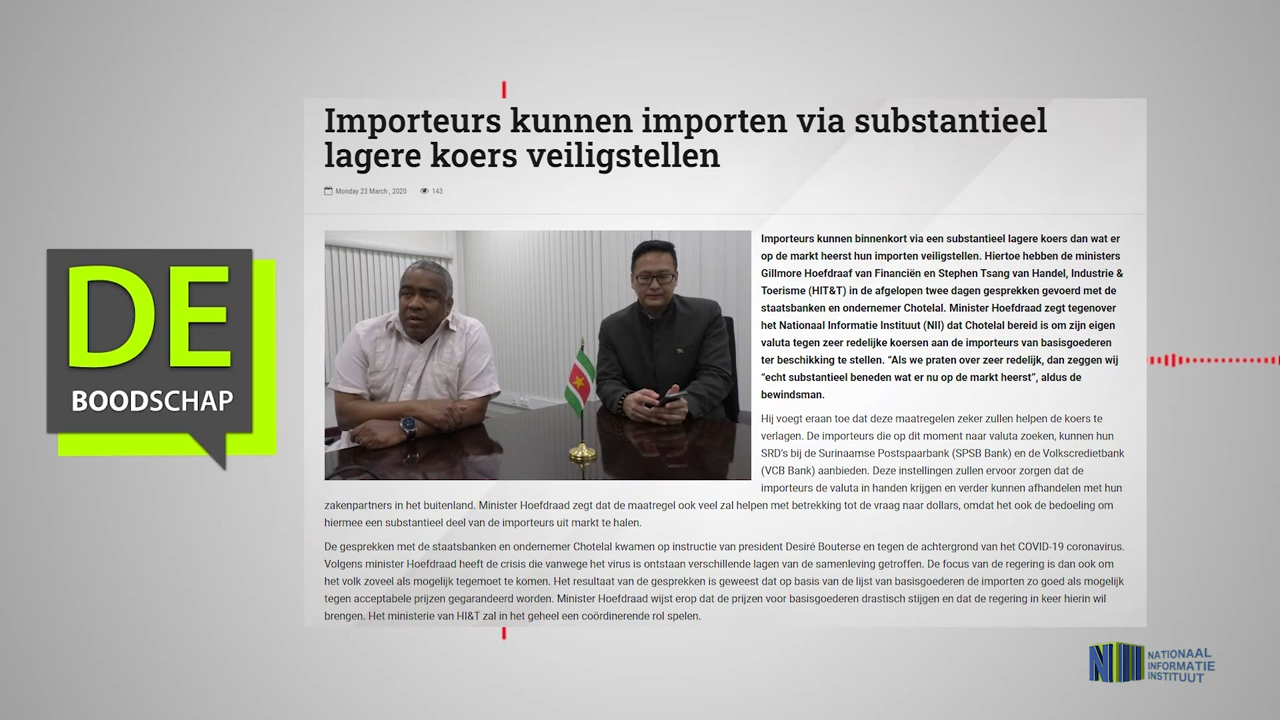 Importeurs kunnen importen via substantieel
lagere koers veiligstellen
Monday 23 March , 2020 143
DE
BOODSCHAP
Importeurs kunnen binnenkort via een substantieel lagere koers dan wat er
op de markt heerst hun importen veiligstellen. Hiertoe hebben de ministers
Gillmore Hoefdraaf van Financiën en Stephen Tsang van Handel, Industrie &
Toerisme (HIT&T) in de afgelopen twee dagen gesprekken gevoerd met de
staatsbanken en ondernemer Chotelal. Minister Hoefdraad zegt tegenover
het Nationaal Informatie Instituut (NII) dat Chotelal bereid is om zijn eigen
valuta tegen zeer redelijke koersen aan de importeurs van basisgoederen
ter beschikking te stellen. “Als we praten over zeer redelijk, dan zeggen wij
“echt substantieel beneden wat er nu op de markt heerst”, aldus de
bewindsman.
Hij voegt eraan toe dat deze maatregelen zeker zullen helpen de koers te
verlagen. De importeurs die op dit moment naar valuta zoeken, kunnen hun
SRD’s bij de Surinaamse Postspaarbank (SPSB Bank) en de Volkscredietbank
(VCB Bank) aanbieden. Deze instellingen zullen ervoor zorgen dat de
importeurs de valuta in handen krijgen en verder kunnen afhandelen met hun
zakenpartners in het buitenland. Minister Hoefdraad zegt dat de maatregel ook veel zal helpen met betrekking tot de vraag naar dollars, omdat het ook de bedoeling om
hiermee een substantieel deel van de importeurs uit markt te halen.
De gesprekken met de staatsbanken en ondernemer Chotelal kwamen op instructie van president Desiré Bouterse en tegen de achtergrond van het COVID-19 coronavirus.
Volgens minister Hoefdraad heeft de crisis die vanwege het virus is ontstaan verschillende lagen van de samenleving getroffen. De focus van de regering is dan ook om
het volk zoveel als mogelijk tegemoet te komen. Het resultaat van de gesprekken is geweest dat op basis van de lijst van basisgoederen de importen zo goed als mogelijk
tegen acceptabele prijzen gegarandeerd worden. Minister Hoefdraad wijst erop dat de prijzen voor basisgoederen drastisch stijgen en dat de regering in keer hierin wil
brengen. Het ministerie van HI&T zal in het geheel een coördinerende rol spelen.
NII NATIONAAL
INFORMATIE
INSTITUUT